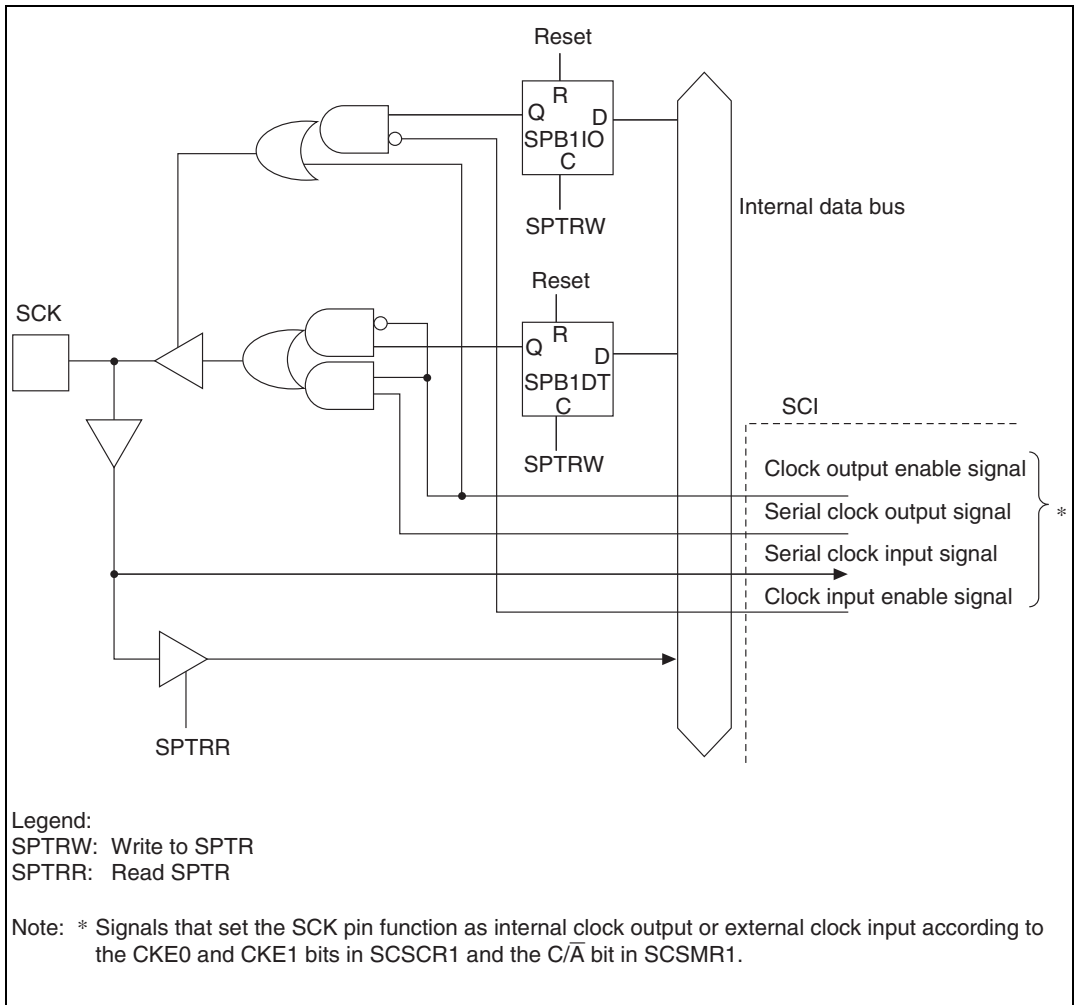 Reset
R
Q
D
SPB1IO
C
SPTRW
Internal data bus
Reset
SCK
R
Q
D
SPB1DT
C
SPTRW
SCI
Clock output enable signal
Serial clock output signal
*
Serial clock input signal
Clock input enable signal
SPTRR
Legend:
SPTRW: Write to SPTR
SPTRR: Read SPTR
Note: * Signals that set the SCK pin function as internal clock output or external clock input according to
the CKE0 and CKE1 bits in SCSCR1 and the C/A̅ bit in SCSMR1.